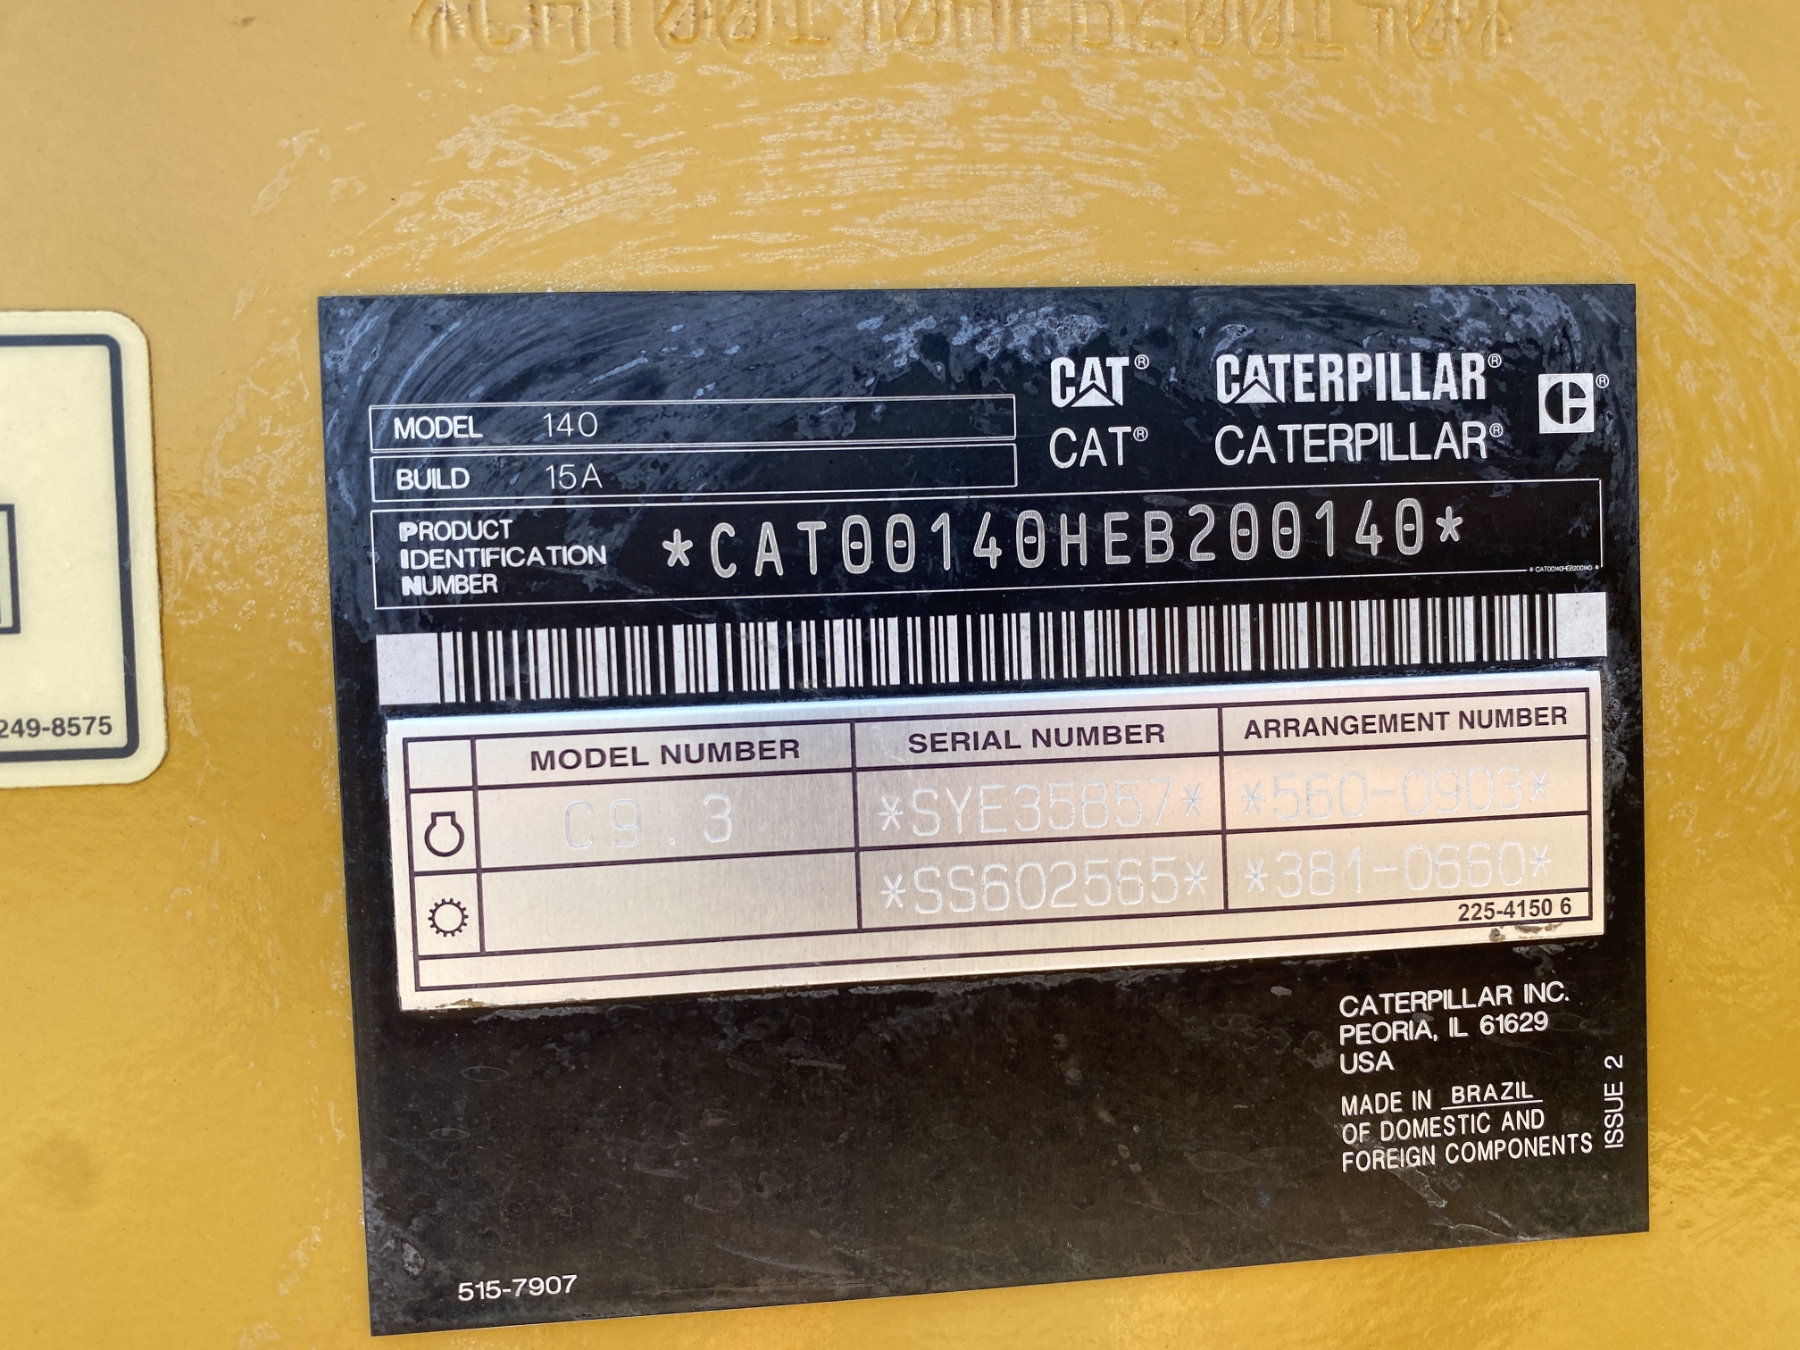 *CAT00140HEB200140*
CAT® CATERPILLAR® C®
CAT® CATERPILLAR®
MODEL 140
BUILD 15A
PRODUCT
IDENTIFICATION
NUMBER
*CAT00140HEB200140*
*CAT00140HEB200140*
249-8575
MODEL NUMBER SERIAL NUMBER ARRANGEMENT NUMBER
C9.3 *SYE35857* *560-0903*
*SS602565* *381-0660*
225-4150 6
CATERPILLAR INC.
PEORIA, IL 61629
USA
MADE IN BRAZIL
OF DOMESTIC AND
FOREIGN COMPONENTS
ISSUE 2
515-7907